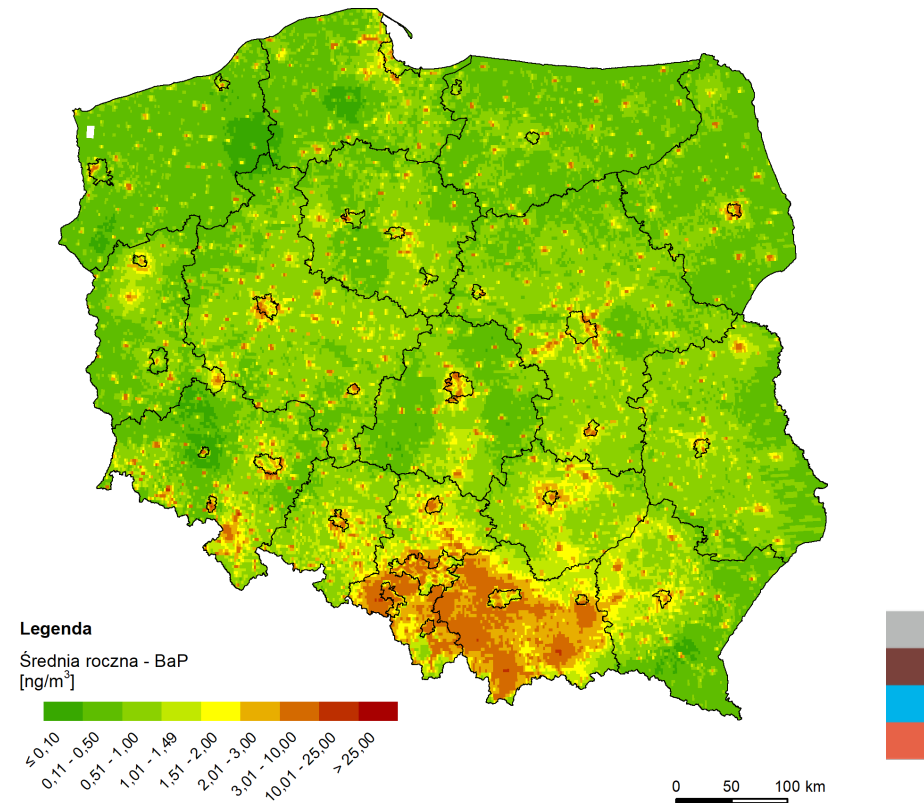 Legenda
Średnia roczna - BaP
[ng/m³]
≤ 0,10
0,11 - 0,50
0,51 - 1,00
1,01 - 1,49
1,51 - 2,00
2,01 - 3,00
3,01 - 10,00
10,01 - 25,00
> 25,00
0 50 100 km